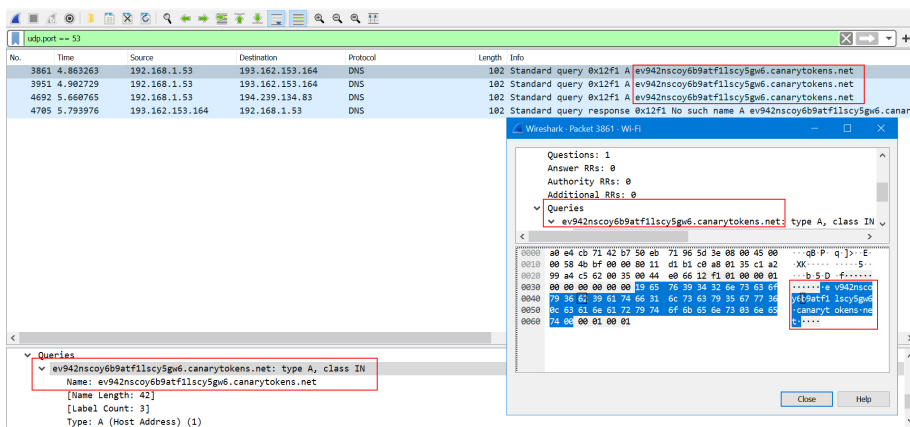 udp.port == 53
No. Time Source Destination Protocol Length Info
3861 4.863263 192.168.1.53 193.162.153.164 DNS 102 Standard query 0x12f1 A ev942nscoy6b9atf1lscy5gw6.canarytokens.net
3951 4.902729 192.168.1.53 193.162.153.164 DNS 102 Standard query 0x12f1 A ev942nscoy6b9atf1lscy5gw6.canarytokens.net
4692 5.660765 192.168.1.53 194.239.134.83 DNS 102 Standard query 0x12f1 A ev942nscoy6b9atf1lscy5gw6.canarytokens.net
4705 5.793976 193.162.153.164 192.168.1.53 DNS 102 Standard query response 0x12f1 No such name A ev942nscoy6b9atf1lscy5gw6.canar
Wireshark · Packet 3861 · Wi-Fi
Questions: 1
Answer RRs: 0
Authority RRs: 0
Additional RRs: 0
Queries
ev942nscoy6b9atf1lscy5gw6.canarytokens.net: type A, class IN
0000 a0 e4 cb 71 42 b7 50 eb 71 96 5d 3e 08 00 45 00 ···qB·P· q·]>··E·
0010 00 58 4b bf 00 00 80 11 d1 b1 c0 a8 01 35 c1 a2 ·XK····· ·····5··
0020 99 a4 c5 62 00 35 00 44 e0 66 12 f1 01 00 00 01 ···b·5·D ·f······
0030 00 00 00 00 00 00 19 65 76 39 34 32 6e 73 63 6f ·······e v942nsco
0040 79 36 62 39 61 74 66 31 6c 73 63 79 35 67 77 36 y6b9atf1 lscy5gw6
0050 0c 63 61 6e 61 72 79 74 6f 6b 65 6e 73 03 6e 65 ·canaryt okens·ne
0060 74 00 00 01 00 01 t·····
Close Help
Queries
ev942nscoy6b9atf1lscy5gw6.canarytokens.net: type A, class IN
Name: ev942nscoy6b9atf1lscy5gw6.canarytokens.net
[Name Length: 42]
[Label Count: 3]
Type: A (Host Address) (1)